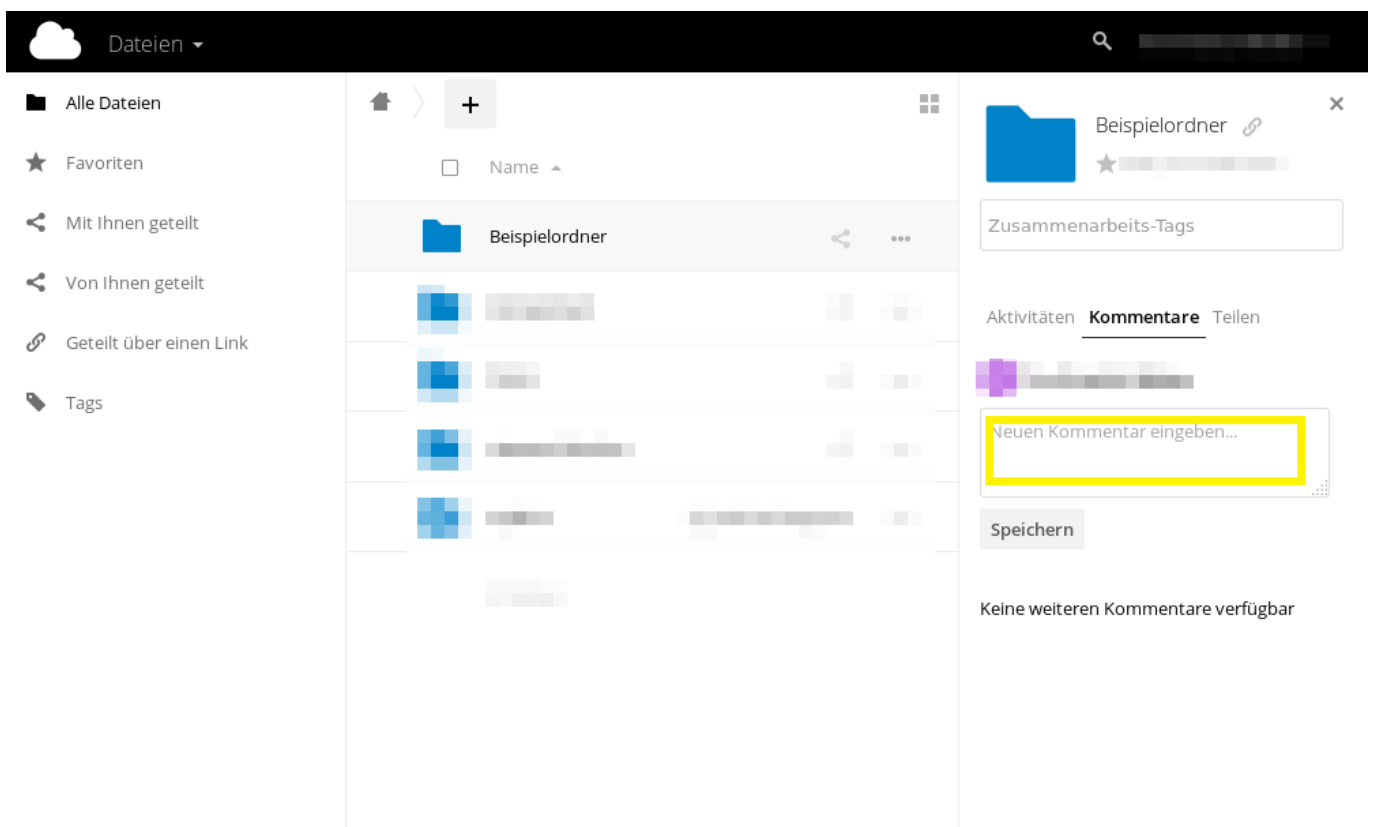 Dateien
Alle Dateien
Favoriten
Mit Ihnen geteilt
Von Ihnen geteilt
Geteilt über einen Link
Tags
Name
Beispielordner
Beispielordner
Zusammenarbeits-Tags
Aktivitäten Kommentare Teilen
Neuen Kommentar eingeben...
Speichern
Keine weiteren Kommentare verfügbar